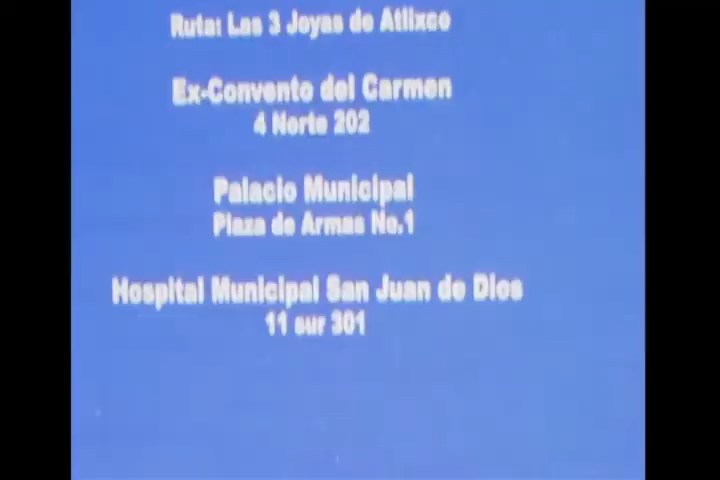 Ruta: Las 3 Joyas de Atlixco
Ex-Convento del Carmen
4 Norte 202
Palacio Municipal
Plaza de Armas No.1
Hospital Municipal San Juan de Dios
11 sur 301